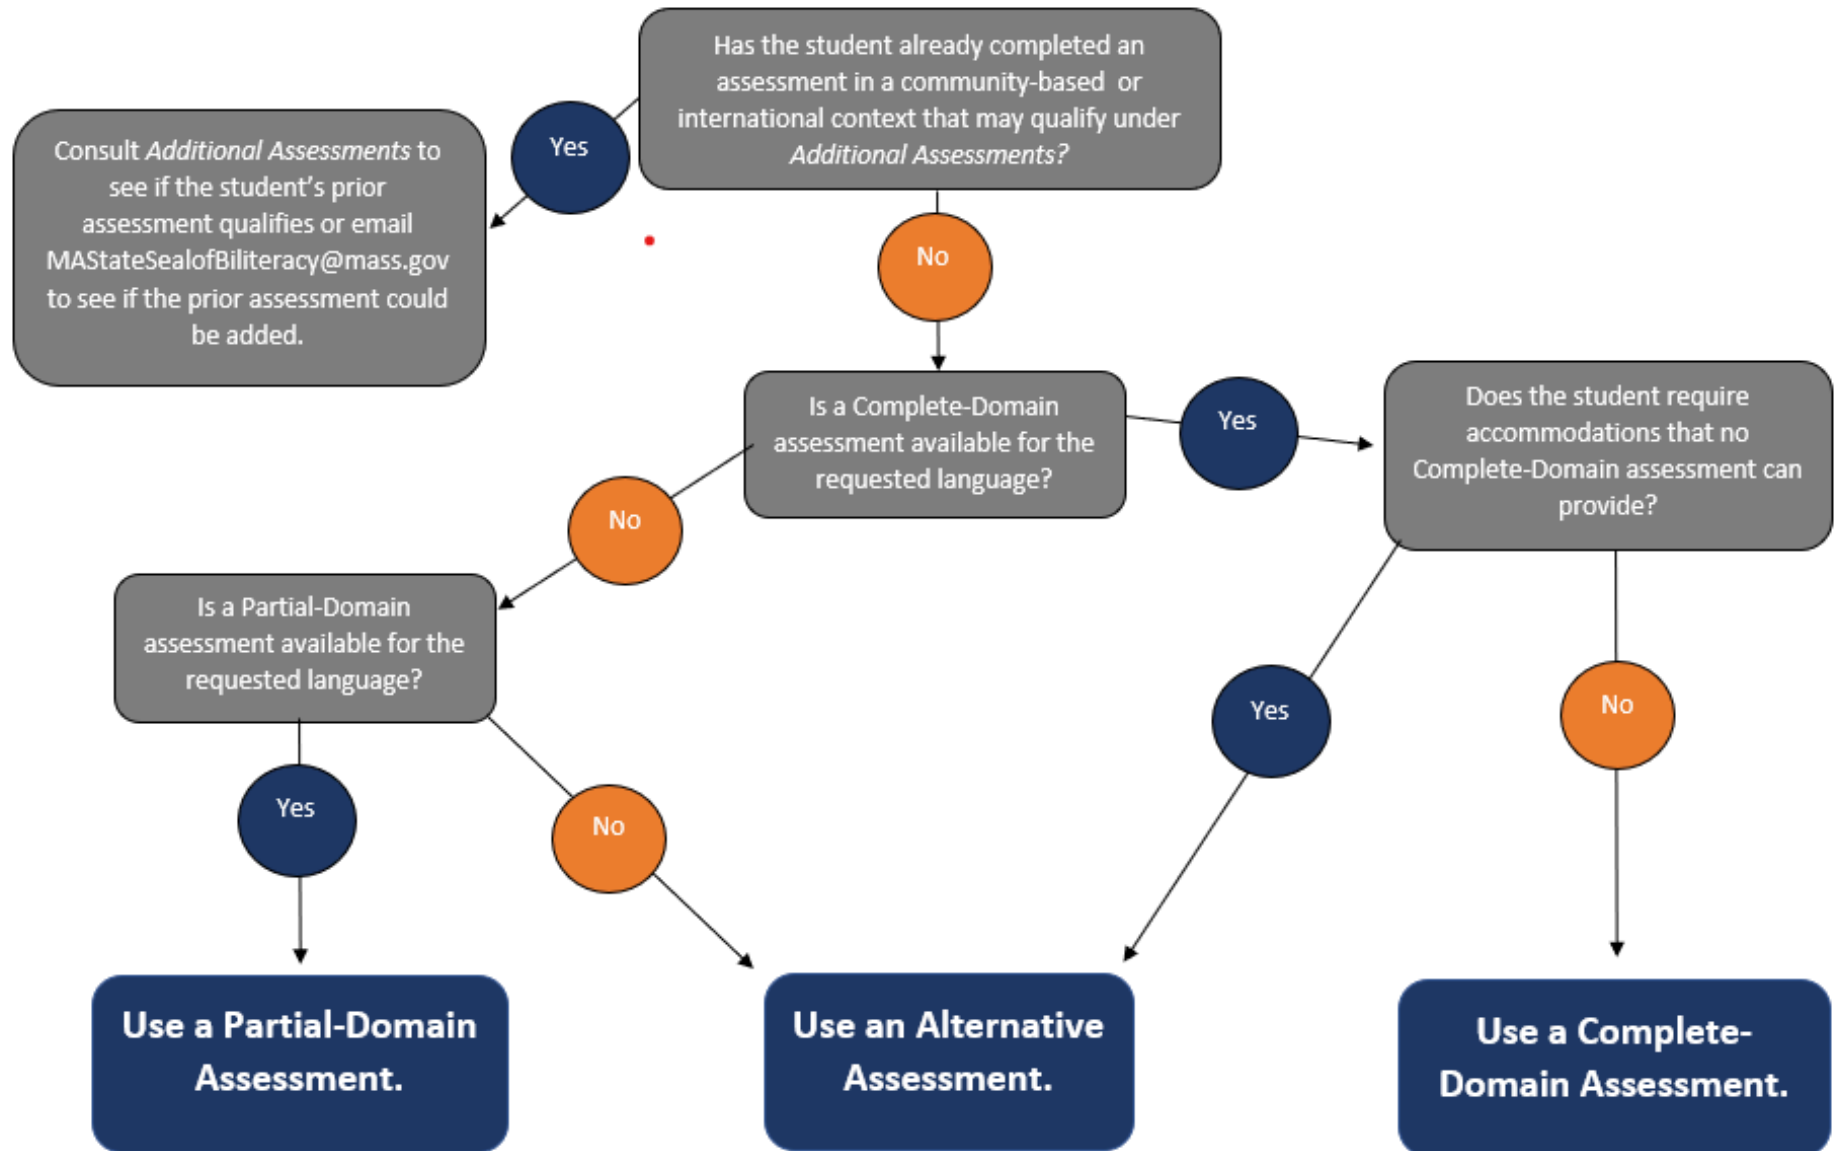 Has the student already completed an
assessment in a community-based or
international context that may qualify under
Additional Assessments?
Yes
Consult Additional Assessments to
see if the student's prior
assessment qualifies or email
MAStateSealofBiliteracy@mass.gov
to see if the prior assessment could
be added.
No
Is a Complete-Domain
assessment available for the
requested language?
Yes
Does the student require
accommodations that no
Complete-Domain assessment can
provide?
No
Is a Partial-Domain
assessment available for the
requested language?
Yes
No
Yes
No
Use a Partial-Domain
Assessment.
Use an Alternative
Assessment.
Use a Complete-
Domain Assessment.